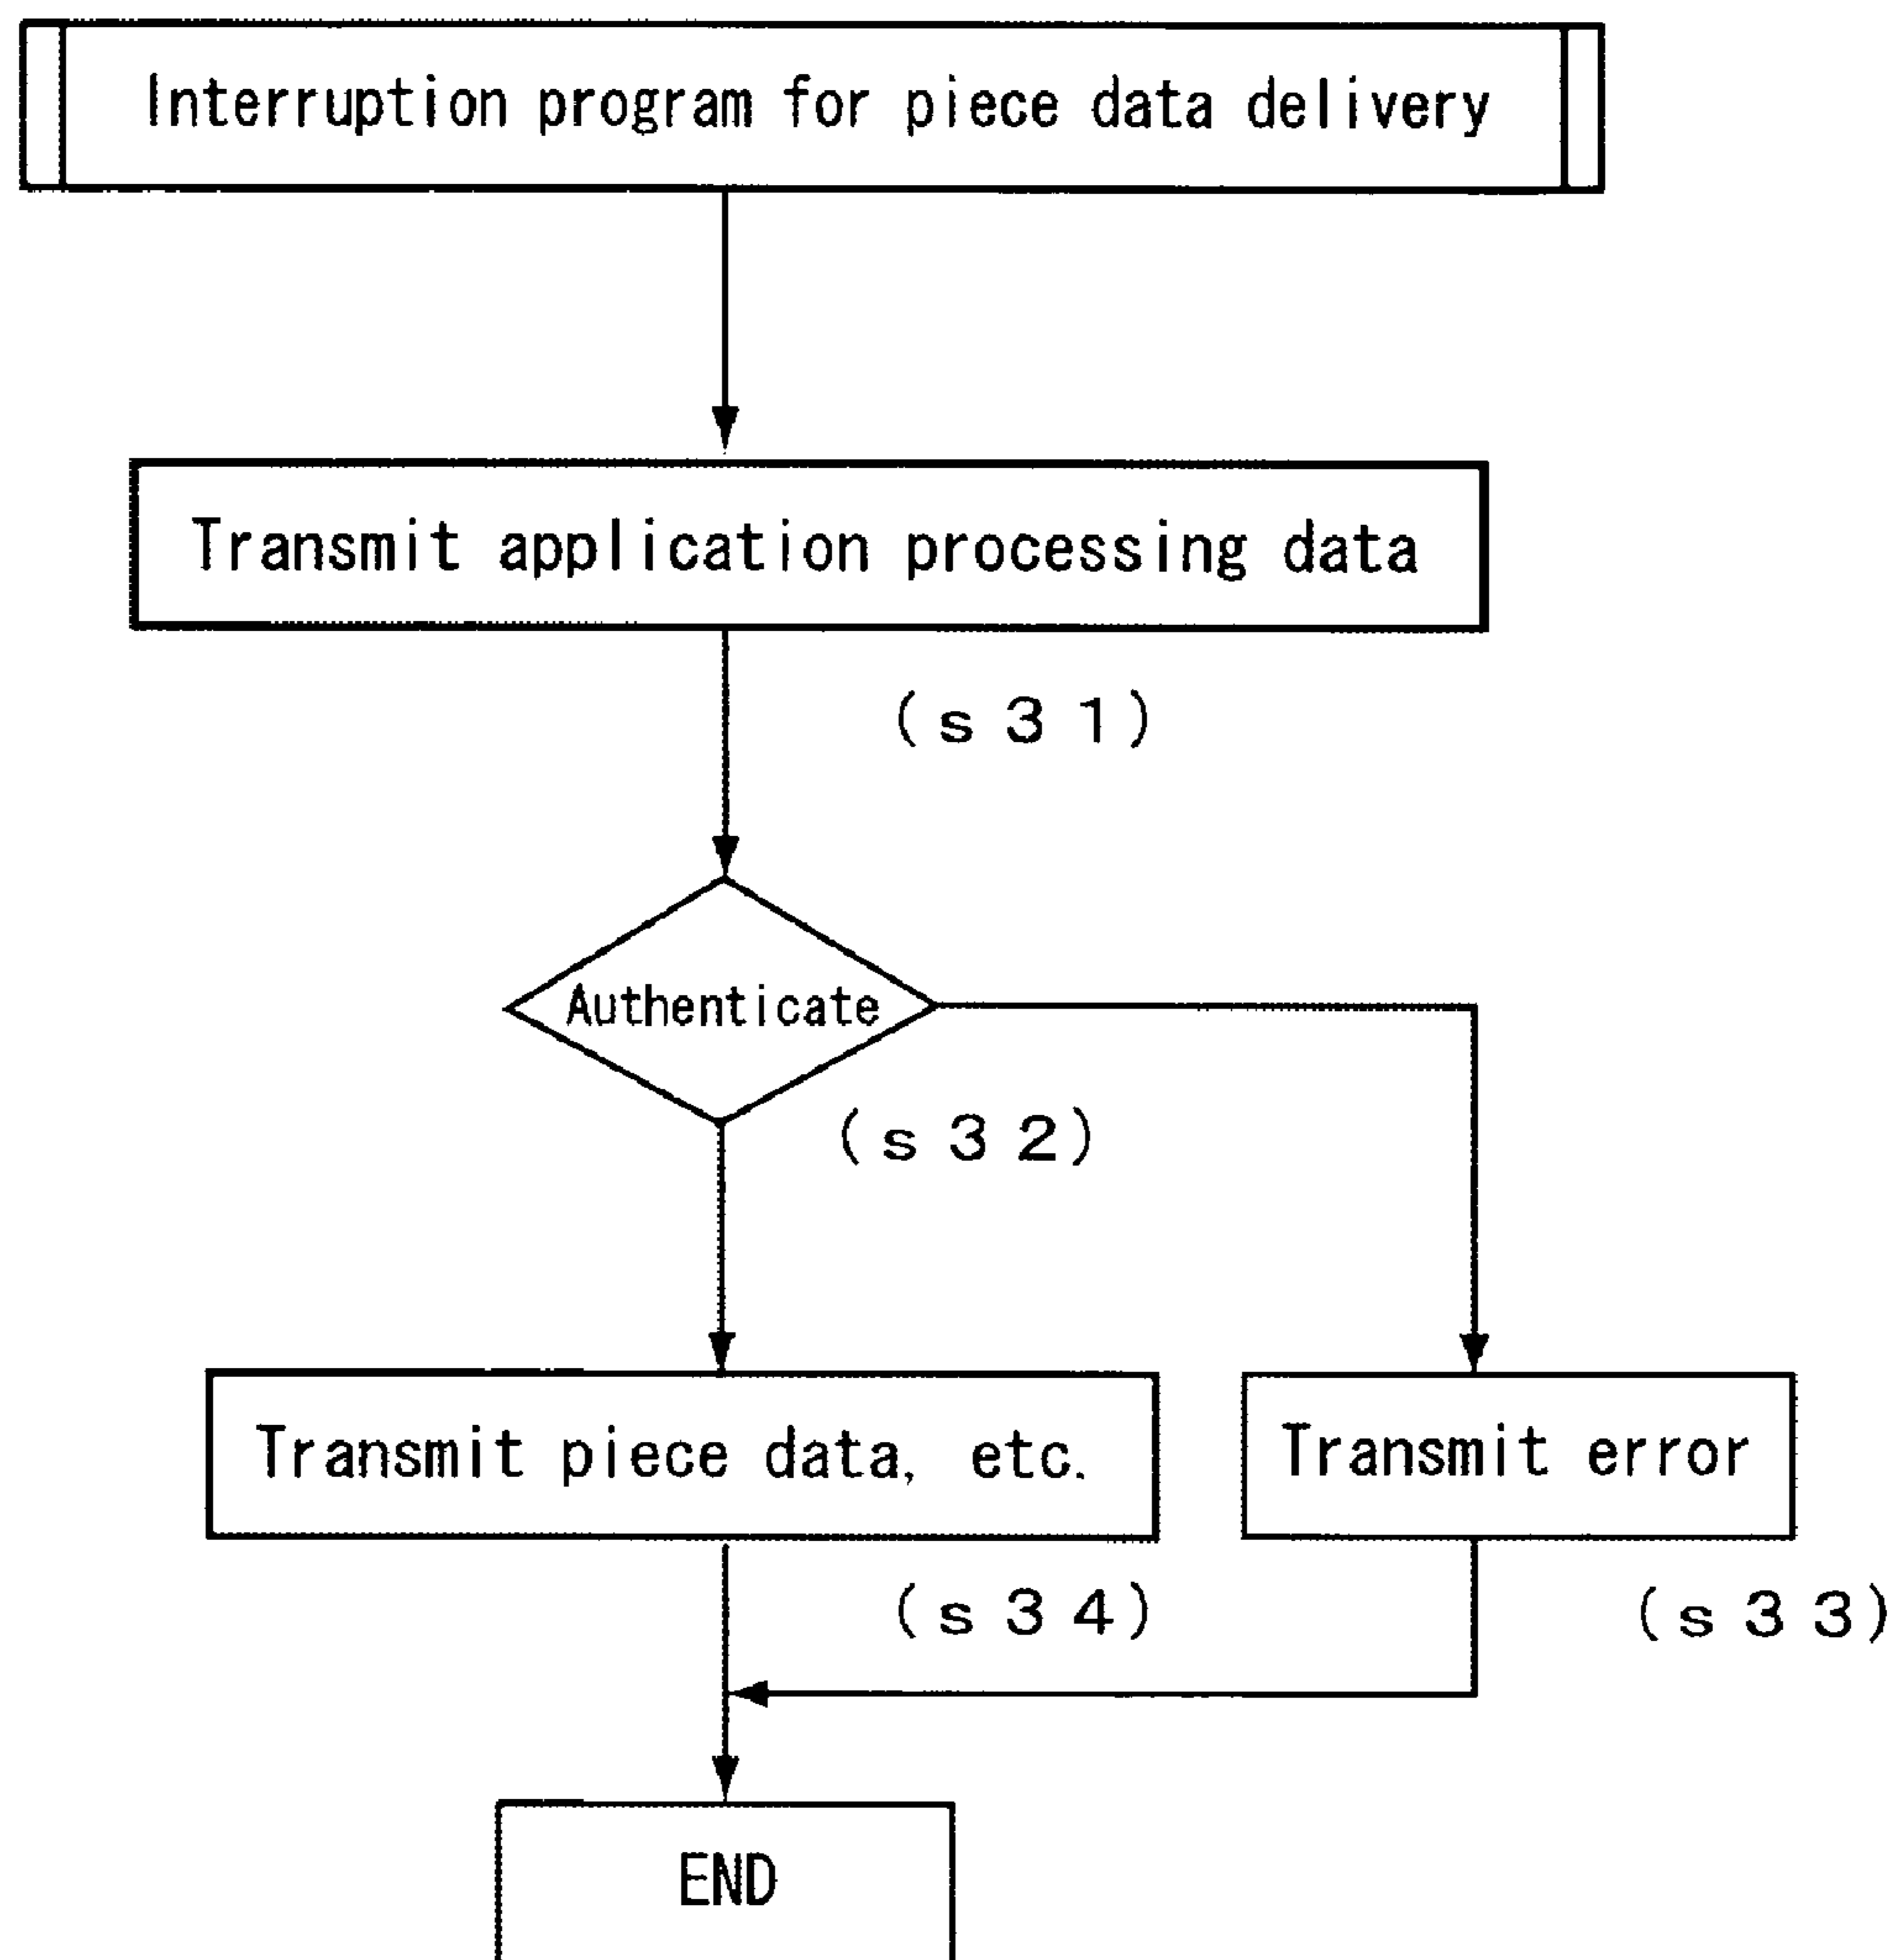 Interruption program for piece data delivery
Transmit application processing data
(s31)
Authenticate
(s32)
Transmit piece data, etc.
Transmit error
(s34)
(s33)
END